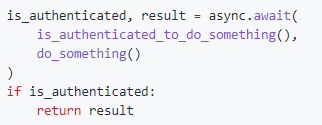 is_authenticated, result = async.await(
    is_authenticated_to_do_something(),
    do_something()
)
if is_authenticated:
    return result